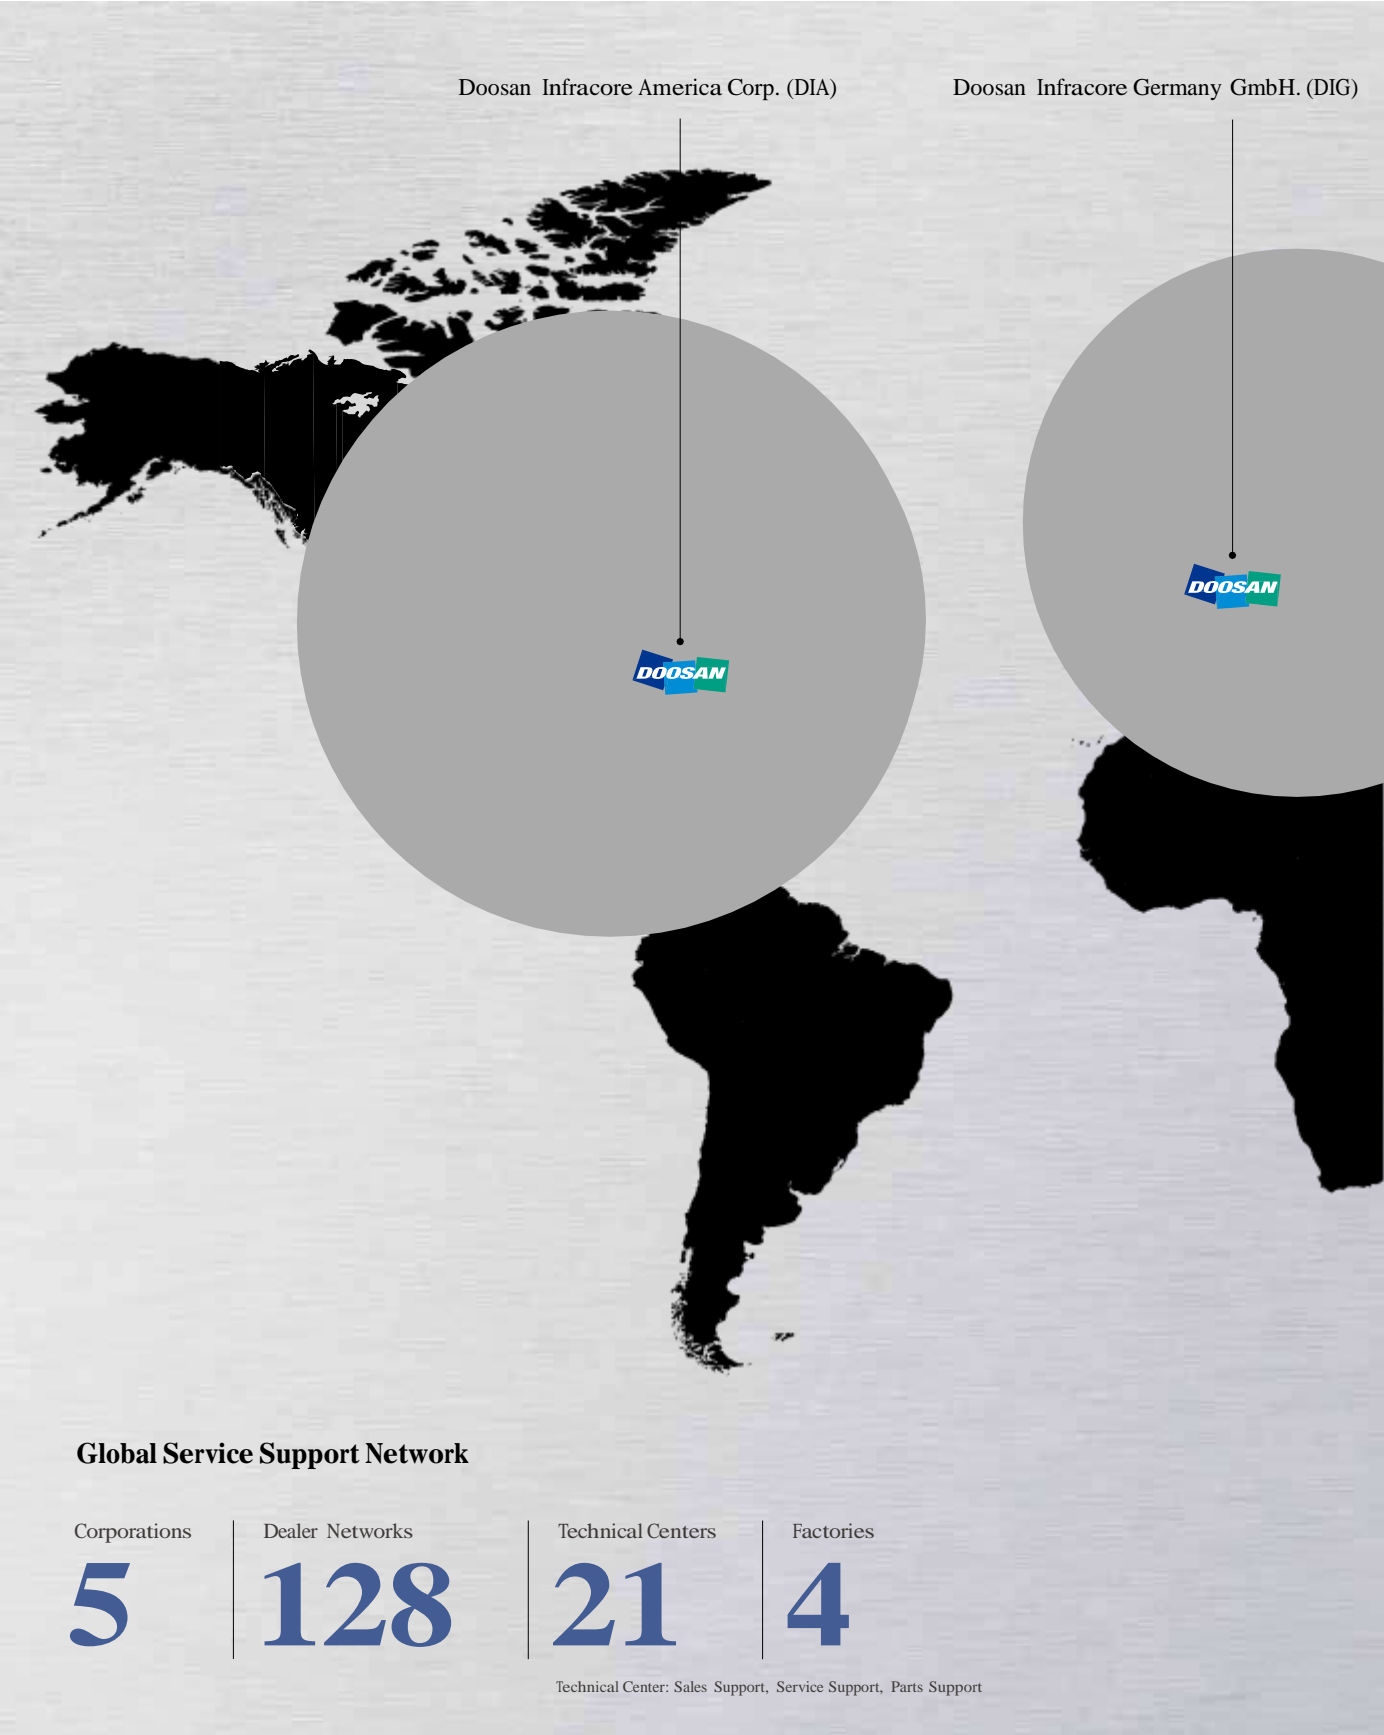 Doosan Infracore America Corp. (DIA)
Doosan Infracore Germany GmbH. (DIG)
DOOSAN
DOOSAN
Global Service Support Network
Corporations
5
Dealer Networks
128
Technical Centers
21
Factories
4
Technical Center: Sales Support, Service Support, Parts Support